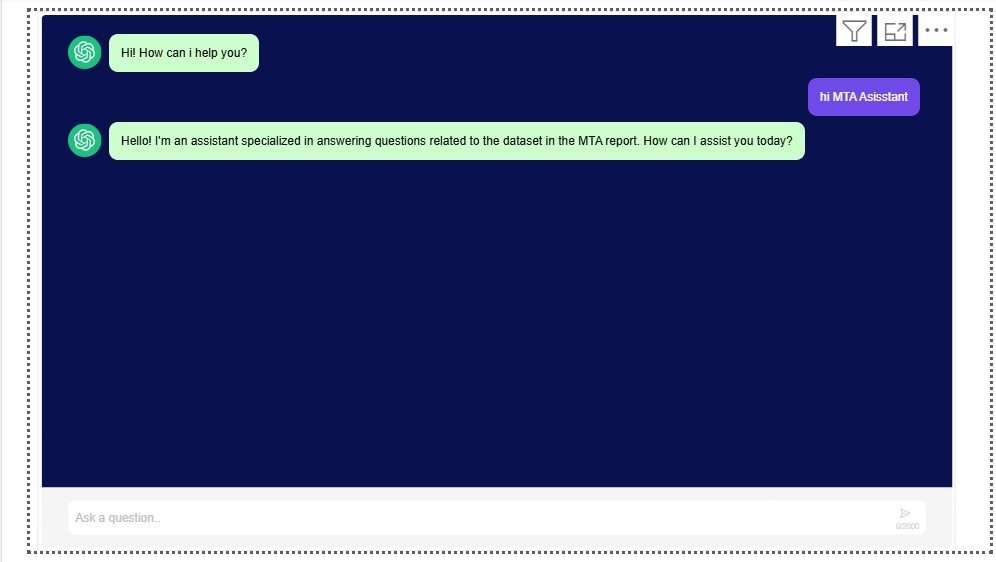 Hi! How can i help you?
hi MTA Asisstant
Hello! I'm an assistant specialized in answering questions related to the dataset in the MTA report. How can I assist you today?
Ask a question..
0/2000